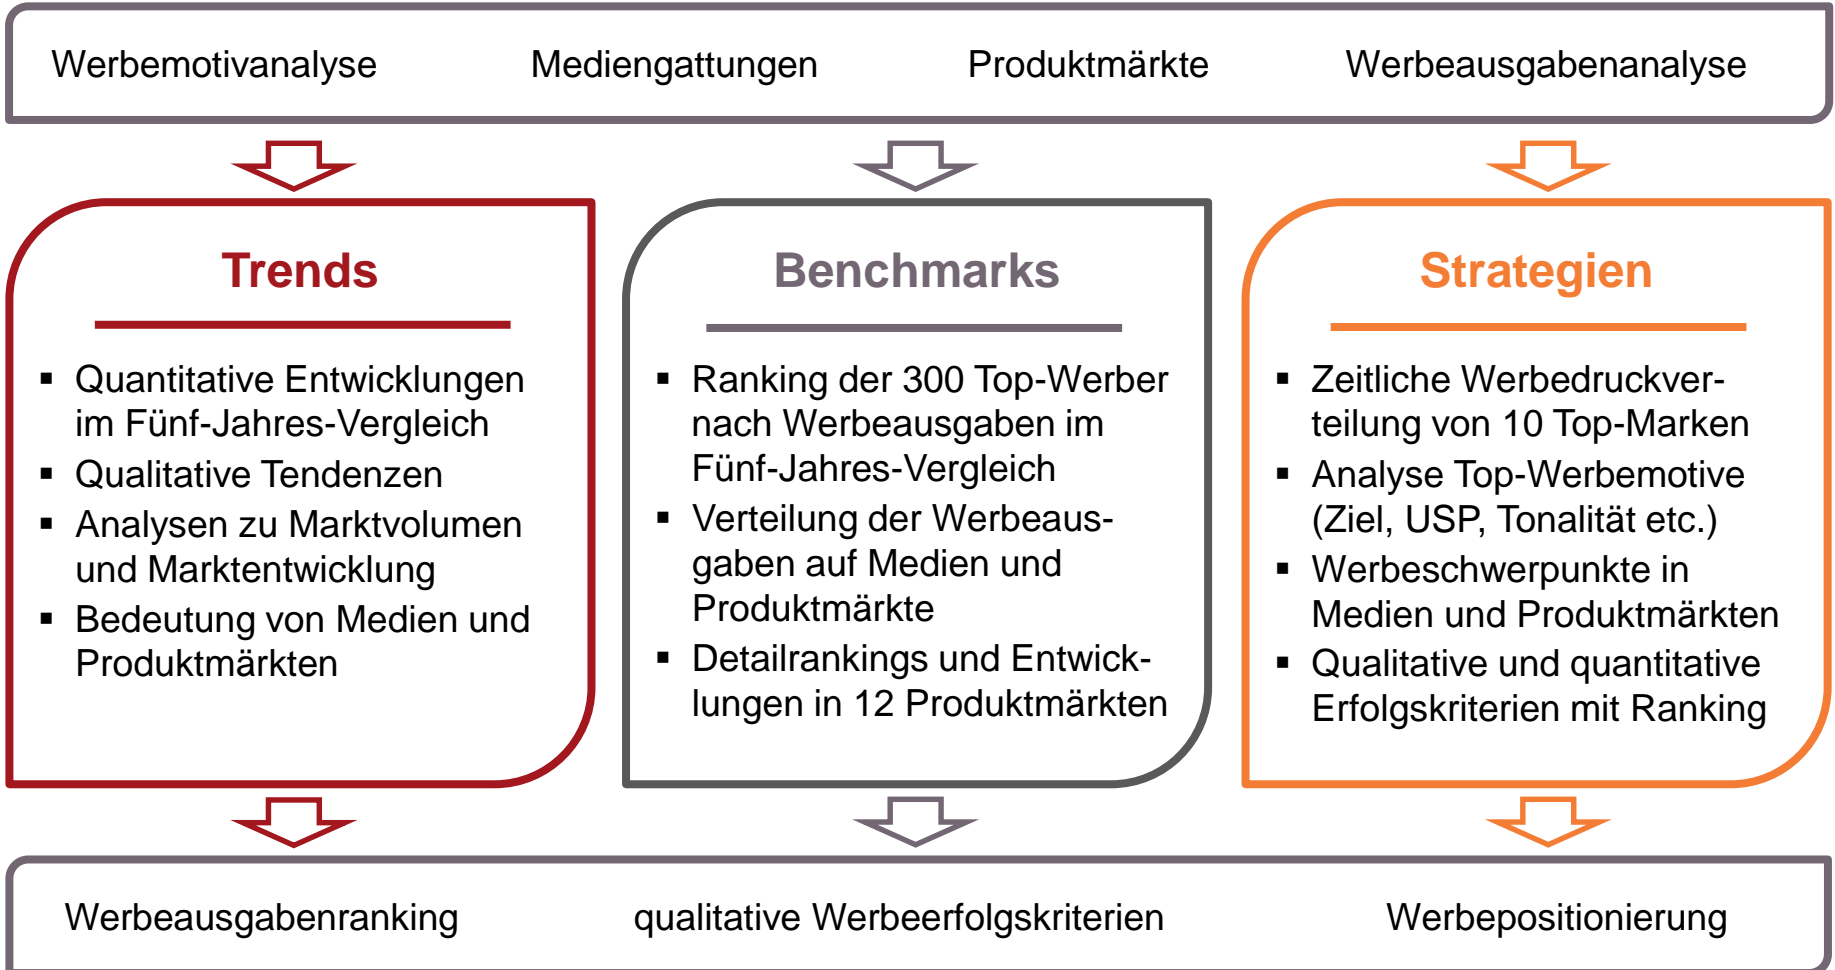 Werbemotivanalyse Mediengattungen Produktmärkte Werbeausgabenanalyse
Trends
▪ Quantitative Entwicklungen
im Fünf-Jahres-Vergleich
▪ Qualitative Tendenzen
▪ Analysen zu Marktvolumen
und Marktentwicklung
▪ Bedeutung von Medien und
Produktmärkten
Benchmarks
▪ Ranking der 300 Top-Werber
nach Werbeausgaben im
Fünf-Jahres-Vergleich
▪ Verteilung der Werbeaus-
gaben auf Medien und
Produktmärkte
▪ Detailrankings und Entwick-
lungen in 12 Produktmärkten
Strategien
▪ Zeitliche Werbedruckver-
teilung von 10 Top-Marken
▪ Analyse Top-Werbemotive
(Ziel, USP, Tonalität etc.)
▪ Werbeschwerpunkte in
Medien und Produktmärkten
▪ Qualitative und quantitative
Erfolgskriterien mit Ranking
Werbeausgabenranking qualitative Werbeerfolgskriterien Werbepositionierung